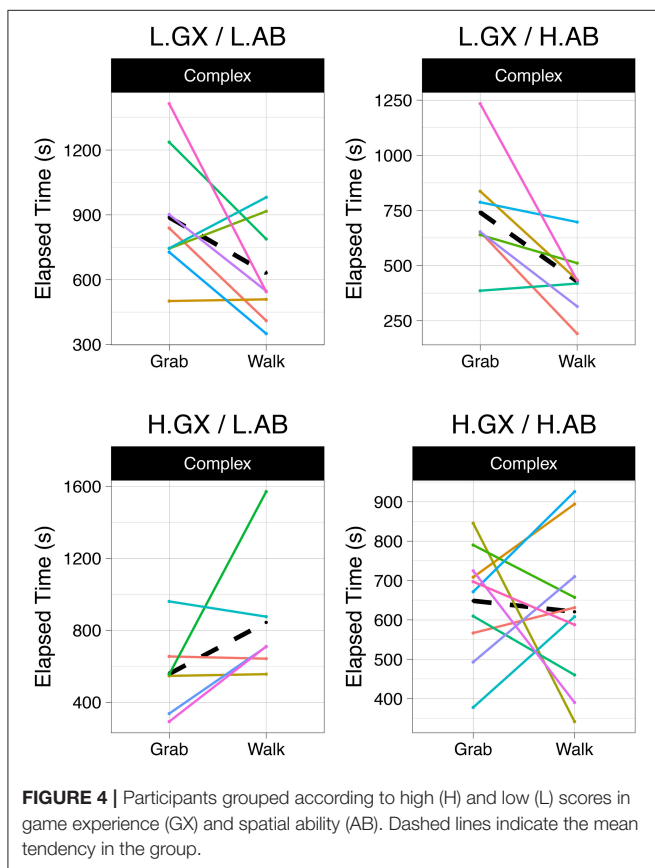 L.GX / L.AB
Complex
Elapsed Time (s)
1200
900
600
300
Grab Walk
L.GX / H.AB
Complex
Elapsed Time (s)
1250
1000
750
500
250
Grab Walk
H.GX / L.AB
Complex
Elapsed Time (s)
1600
1200
800
400
Grab Walk
H.GX / H.AB
Complex
Elapsed Time (s)
900
800
700
600
500
400
Grab Walk
FIGURE 4 | Participants grouped according to high (H) and low (L) scores in
game experience (GX) and spatial ability (AB). Dashed lines indicate the mean
tendency in the group.